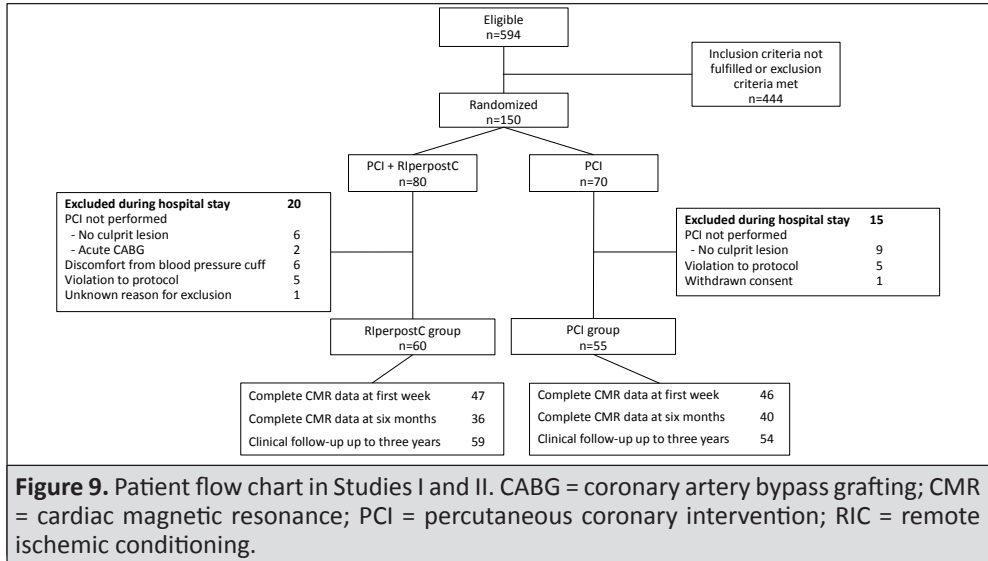 Eligible
n=594
Inclusion criteria not
fulfilled or exclusion
criteria met
n=444
Randomized
n=150
PCI + RIperpostC
n=80
PCI
n=70
Excluded during hospital stay 20
PCI not performed
- No culprit lesion 6
- Acute CABG 2
Discomfort from blood pressure cuff 6
Violation to protocol 5
Unknown reason for exclusion 1
Excluded during hospital stay 15
PCI not performed
- No culprit lesion 9
Violation to protocol 5
Withdrawn consent 1
RIperpostC group
n=60
PCI group
n=55
Complete CMR data at first week 47
Complete CMR data at six months 36
Clinical follow-up up to three years 59
Complete CMR data at first week 46
Complete CMR data at six months 40
Clinical follow-up up to three years 54
Figure 9. Patient flow chart in Studies I and II. CABG = coronary artery bypass grafting; CMR
= cardiac magnetic resonance; PCI = percutaneous coronary intervention; RIC = remote
ischemic conditioning.